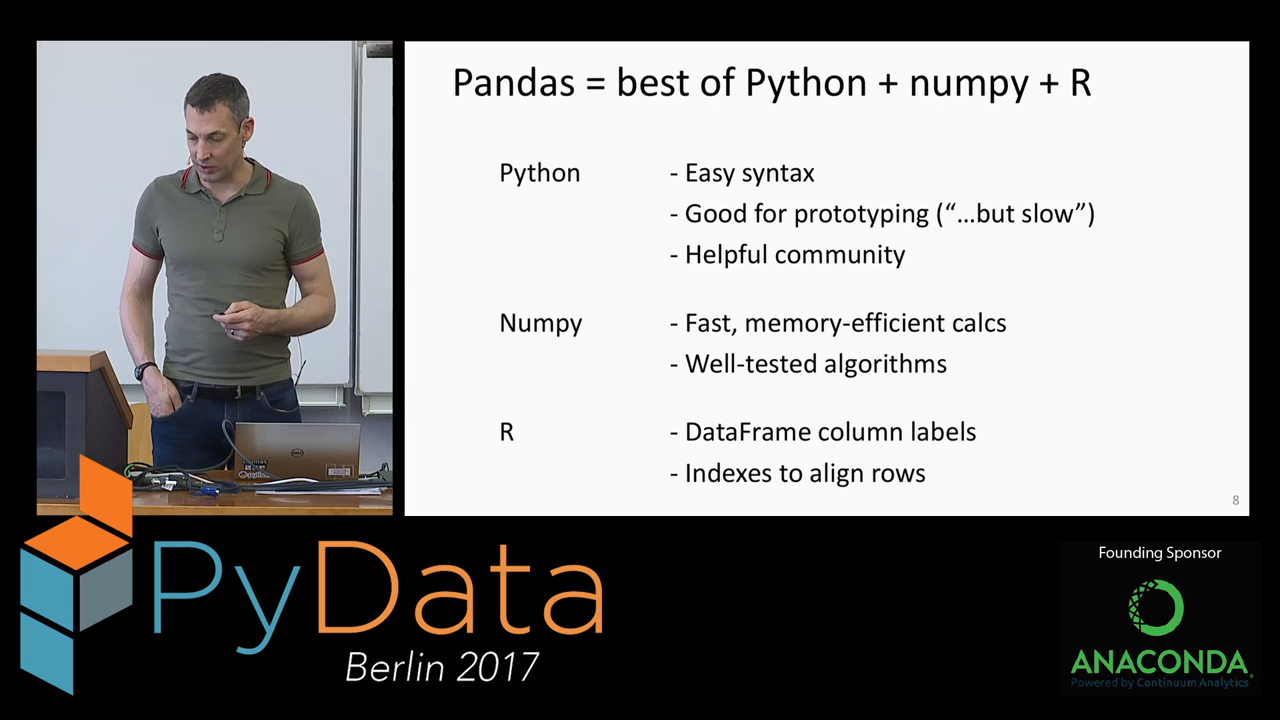 Pandas = best of Python + numpy + R
Python - Easy syntax
- Good for prototyping (“...but slow”)
- Helpful community
Numpy - Fast, memory-efficient calcs
- Well-tested algorithms
R - DataFrame column labels
- Indexes to align rows
8
DELL
PyData
Berlin 2017
Founding Sponsor
ANACONDA
Powered by Continuum Analytics